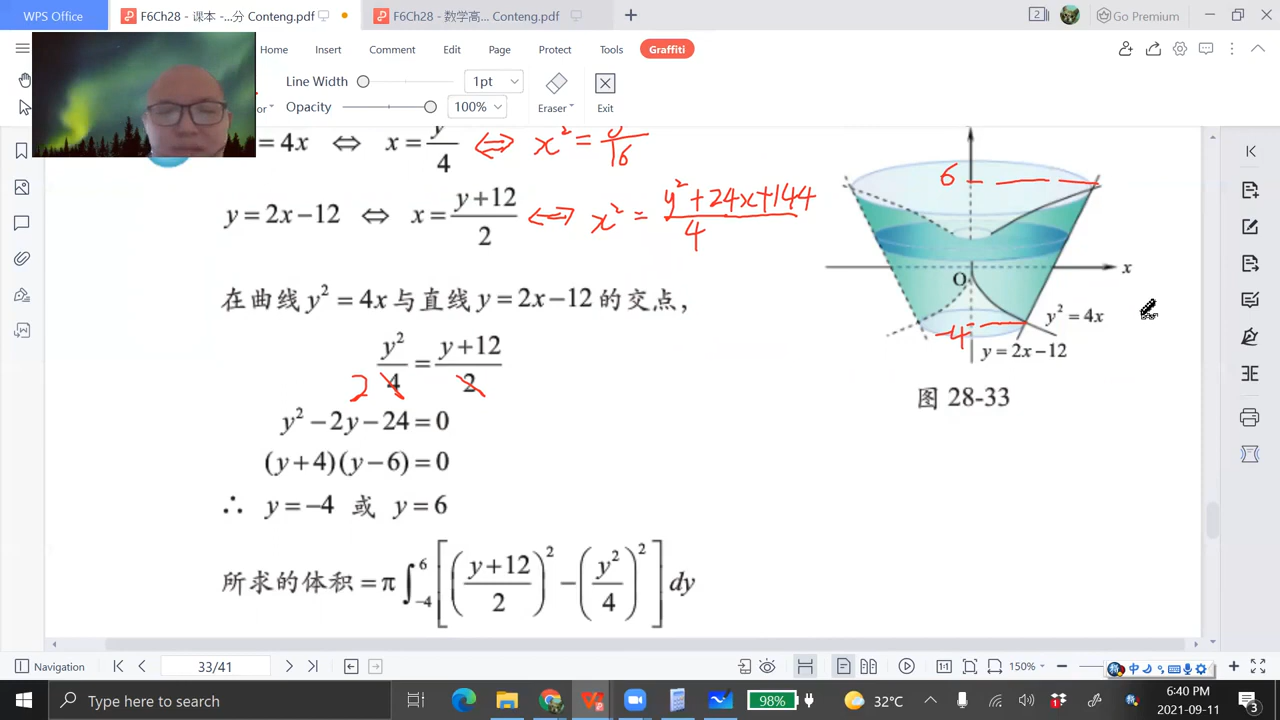 WPS Office F6Ch28 - 课本 -...分 Conteng.pdf F6Ch28 - 数学高... Conteng.pdf + 2 Go Premium
Home Insert Comment Edit Page Protect Tools Graffiti
Line Width 1pt Eraser Exit
Opacity 100%
= 4x ⇔ x = y/4 ⇔ x² = /16
y = 2x − 12 ⇔ x = (y + 12)/2 ⇔ x² = (y² + 24x + 144)/4
在曲线 y² = 4x 与直线 y = 2x − 12 的交点，
y²/4 = (y + 12)/2
2
y² − 2y − 24 = 0
(y + 4)(y − 6) = 0
∴ y = −4 或 y = 6
所求的体积 = π ∫₋₄⁶ [((y + 12)/2)² − (y²/4)²] dy
6
x
O
−4
y² = 4x
y = 2x − 12
图 28-33
Navigation 33/41 1:1 150% 中
Type here to search 98% 32°C 6:40 PM
2021-09-11 3